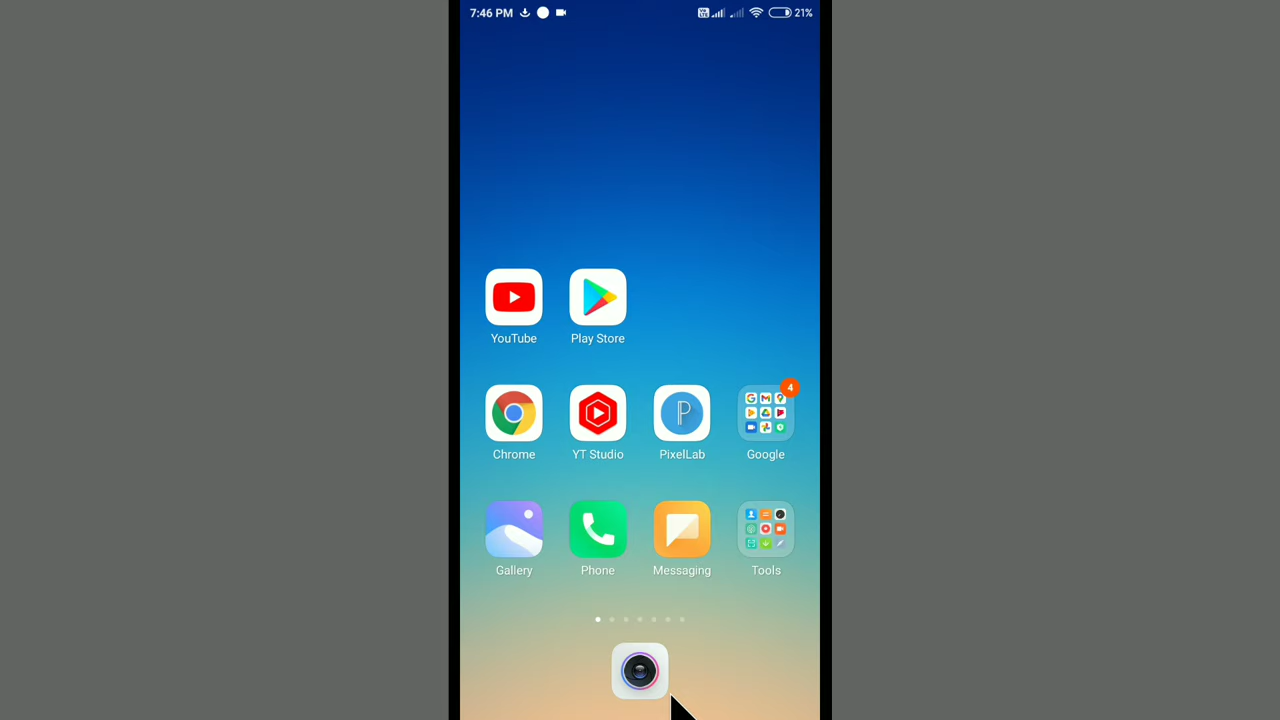 7:46 PM 21%
YouTube Play Store
4
Chrome YT Studio PixelLab Google
Gallery Phone Messaging Tools